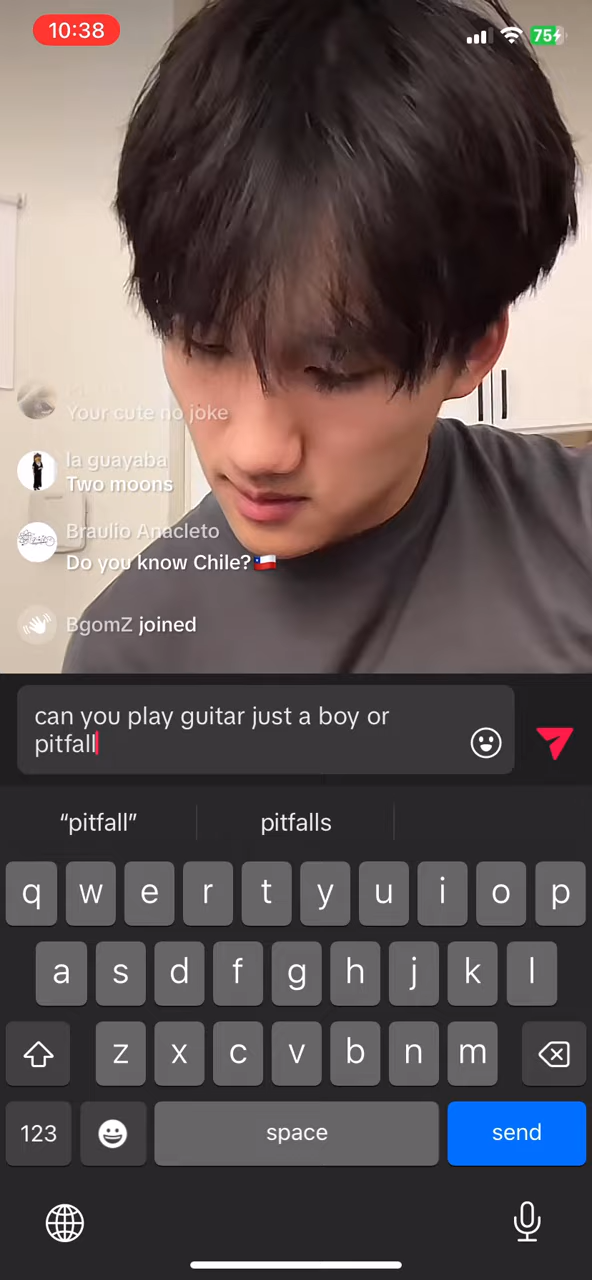 10:38
75
Your cute no joke
la guayaba
Two moons
Braulio Anacleto
Do you know Chile?🇨🇱
BgomZ joined
can you play guitar just a boy or
pitfall
“pitfall”
pitfalls
q w e r t y u i o p
a s d f g h j k l
z x c v b n m
123
space
send